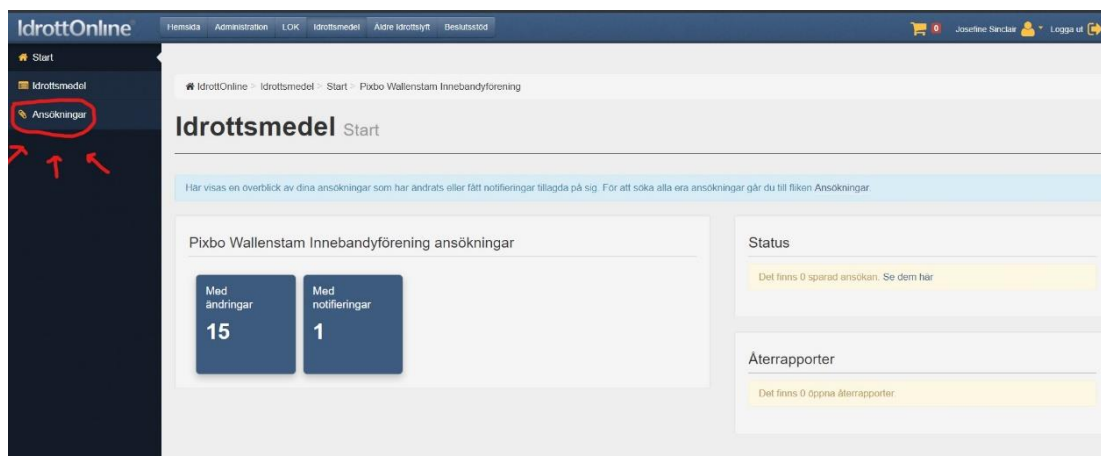 IdrottOnline
Hemsida Administration LOK Idrottsmedel Äldre Idrottslyft Beslutsstöd
0 Josefine Sinclair Logga ut
Start
Idrottsmedel
Ansökningar
IdrottOnline > Idrottsmedel > Start > Pixbo Wallenstam Innebandyförening
Idrottsmedel Start
Här visas en överblick av dina ansökningar som har ändrats eller fått notifieringar tillagda på sig. För att söka alla era ansökningar går du till fliken Ansökningar.
Pixbo Wallenstam Innebandyförening ansökningar
Med ändringar
15
Med notifieringar
1
Status
Det finns 0 sparad ansökan. Se dem här
Återrapporter
Det finns 0 öppna återrapporter.